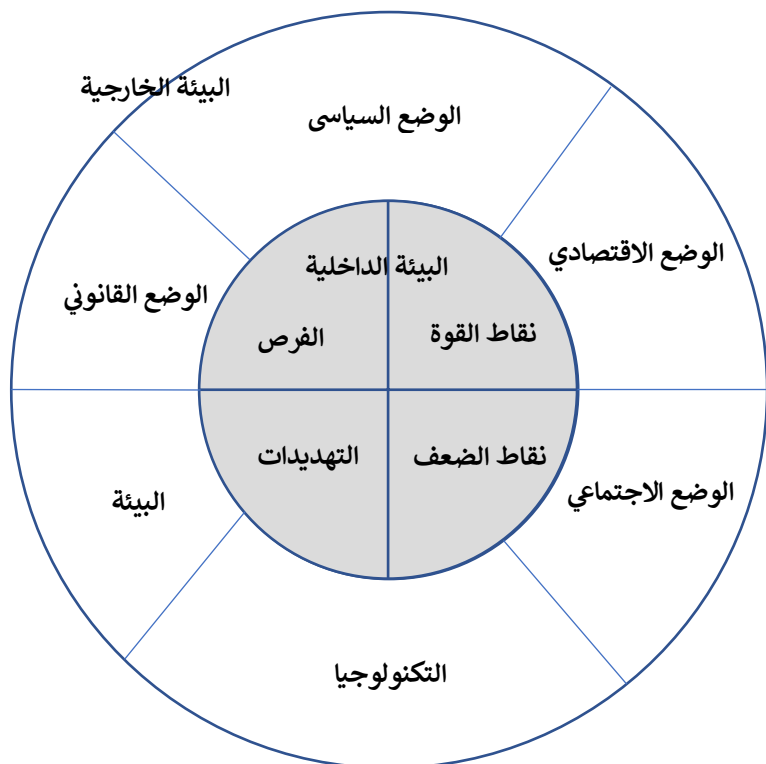 البيئة الخارجية
الوضع السياسى
الوضع الاقتصادي
البيئة الداخلية
الوضع القانوني
نقاط القوة
الفرص
نقاط الضعف
التهديدات
الوضع الاجتماعي
البيئة
التكنولوجيا